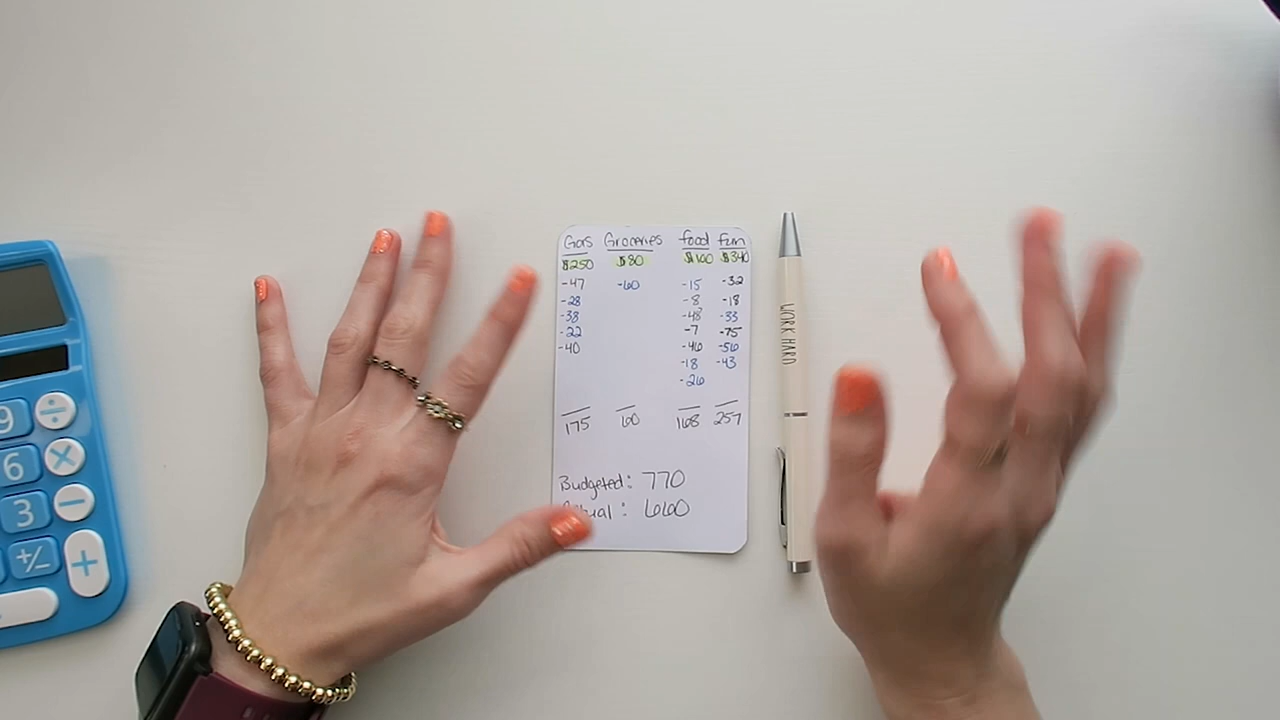 Gas Groceries Food Fun
$250 $80 $100 $340
-47 -60 -15 -32
-28 -8 -18
-38 -48 -33
-22 -7 -75
-40 -46 -56
-18 -43
-26
175 60 168 257
Budgeted: 770
Actual: 660
WORK HARD
9 ÷
6 ×
3 −
+/− +